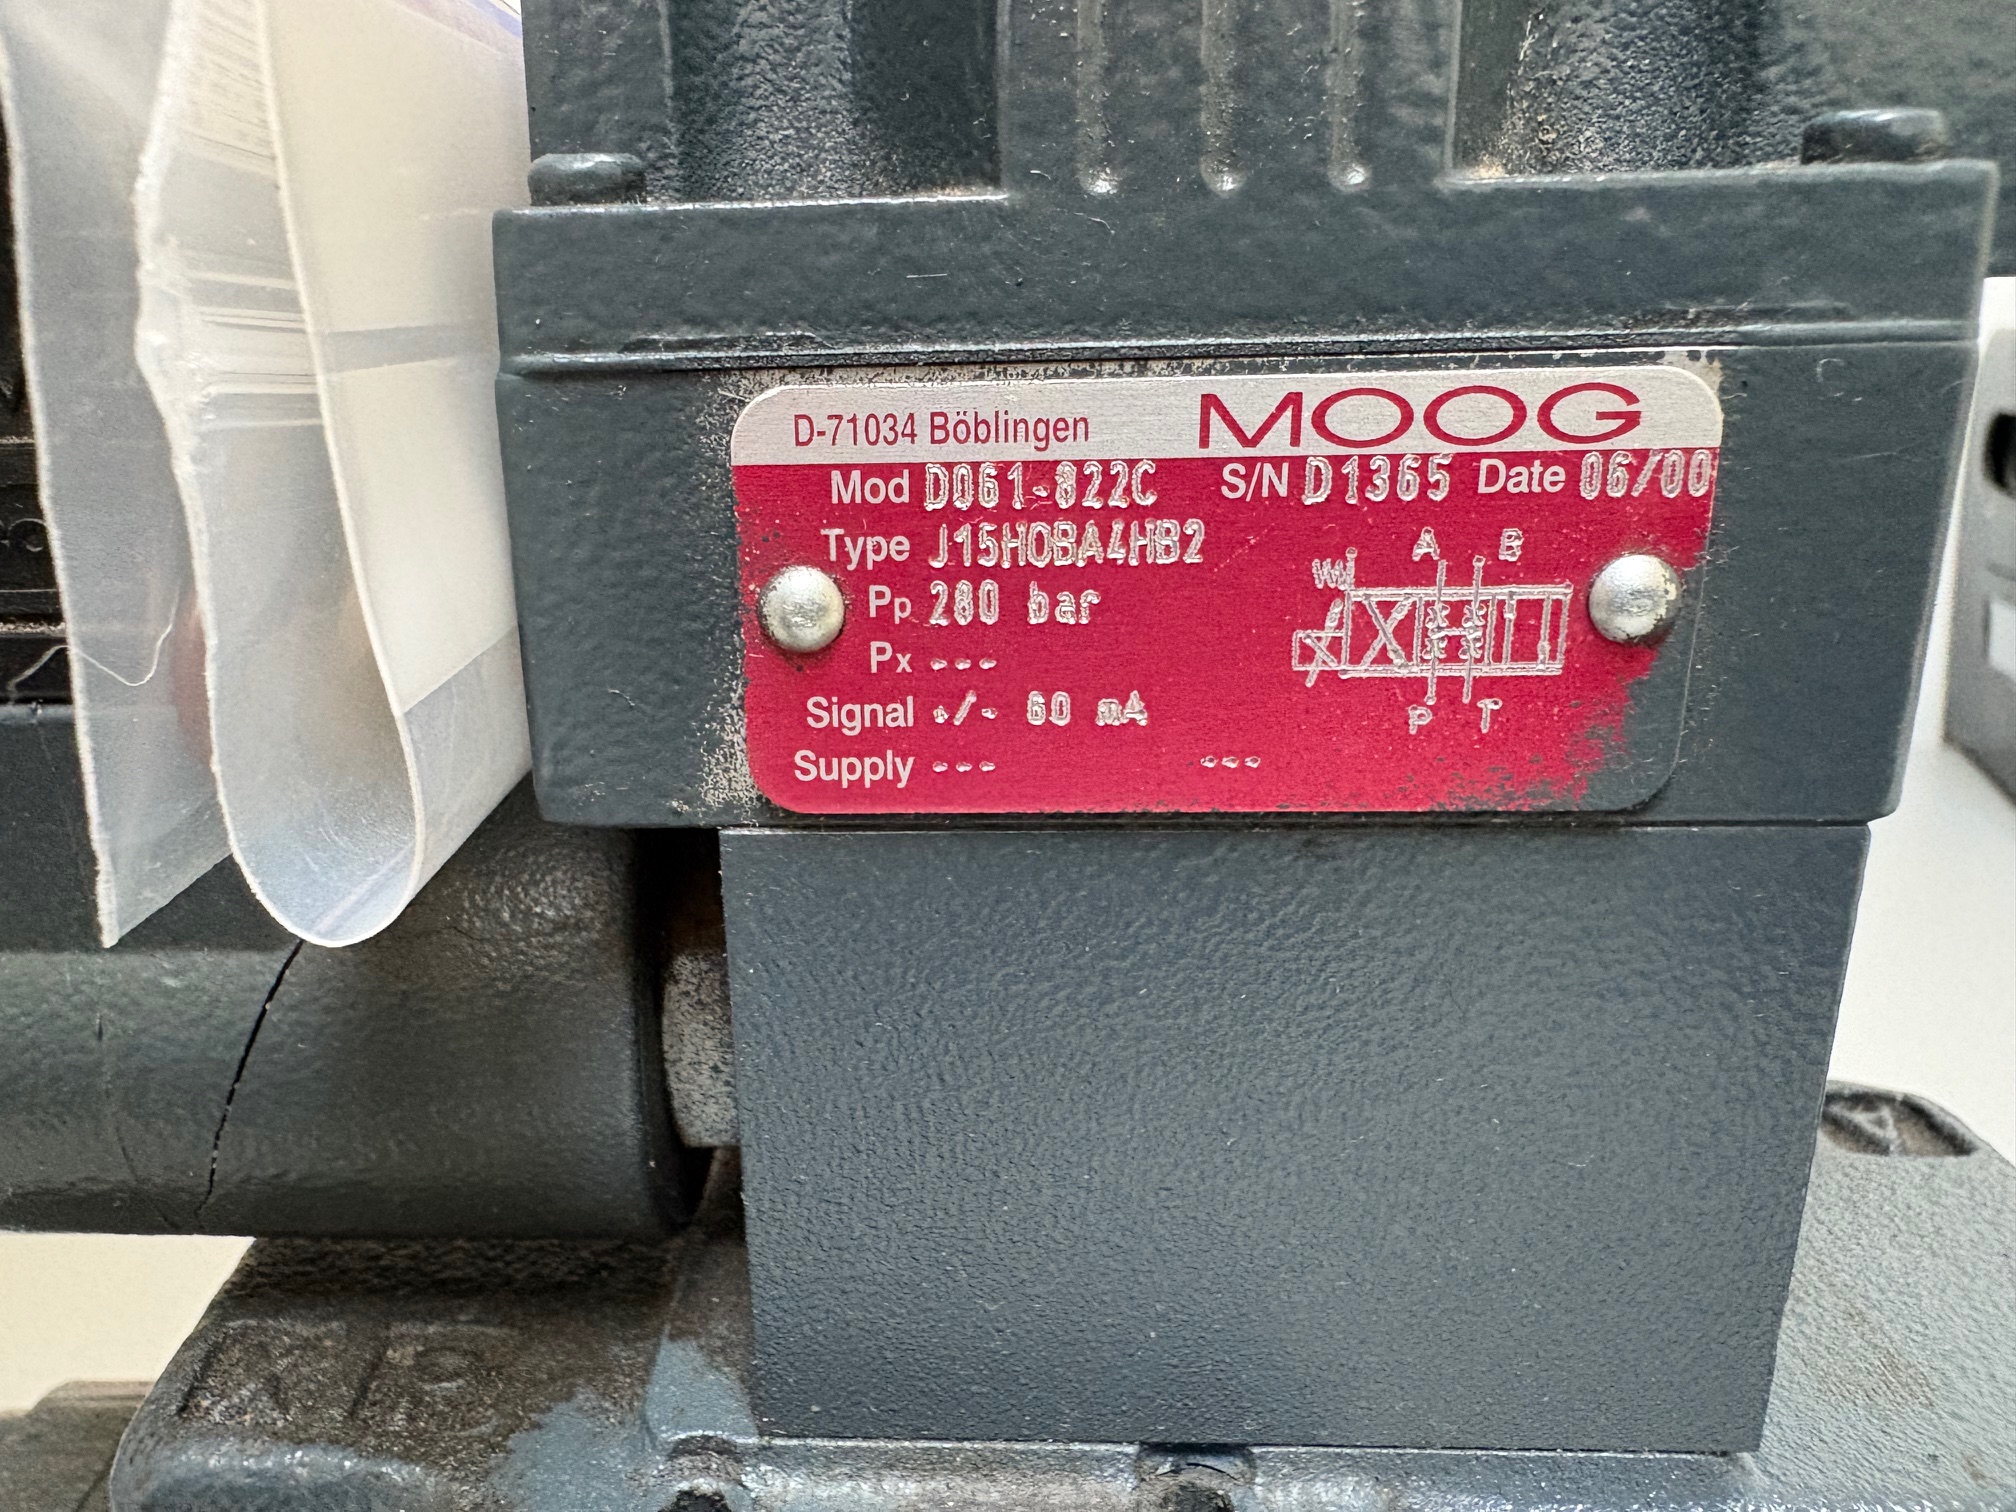 D-71034 Böblingen MOOG
Mod D061-822C S/N D1365 Date 06/00
Type J15HOBA4HB2
A B
Pp 280 bar
Px ---
P T
Signal +/- 60 mA
Supply --- ---